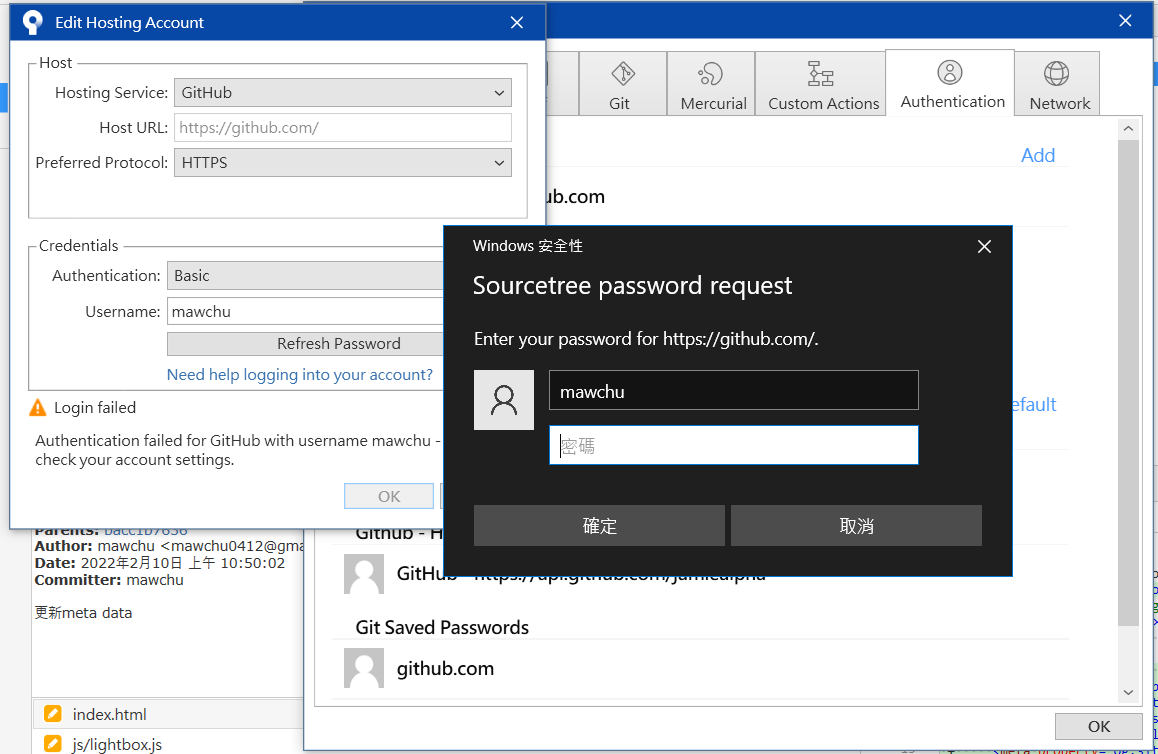 Edit Hosting Account
Host
Hosting Service: GitHub
Host URL: https://github.com/
Preferred Protocol: HTTPS
Credentials
Authentication: Basic
Username: mawchu
Refresh Password
Need help logging into your account?
Login failed
Authentication failed for GitHub with username mawchu -
check your account settings.
OK
Git
Mercurial
Custom Actions
Authentication
Network
Add
ub.com
efault
Windows 安全性
Sourcetree password request
Enter your password for https://github.com/.
mawchu
密碼
確定
取消
Github - H
GitHub - https://api.github.com/jamiealpha
Git Saved Passwords
github.com
OK
Parents: bacc1b7656
Author: mawchu <mawchu0412@gma
Date: 2022年2月10日 上午 10:50:02
Committer: mawchu
更新meta data
index.html
js/lightbox.js